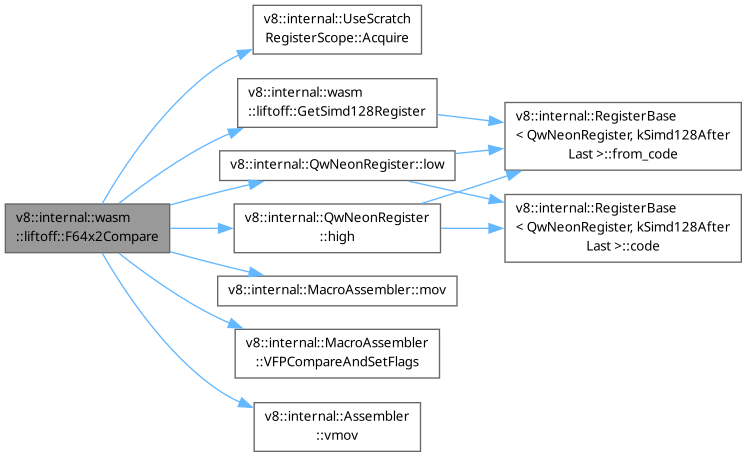 v8::internal::wasm
::liftoff::F64x2Compare
v8::internal::UseScratch
RegisterScope::Acquire
v8::internal::wasm
::liftoff::GetSimd128Register
v8::internal::QwNeonRegister::low
v8::internal::QwNeonRegister
::high
v8::internal::MacroAssembler::mov
v8::internal::MacroAssembler
::VFPCompareAndSetFlags
v8::internal::Assembler
::vmov
v8::internal::RegisterBase
< QwNeonRegister, kSimd128After
Last >::from_code
v8::internal::RegisterBase
< QwNeonRegister, kSimd128After
Last >::code